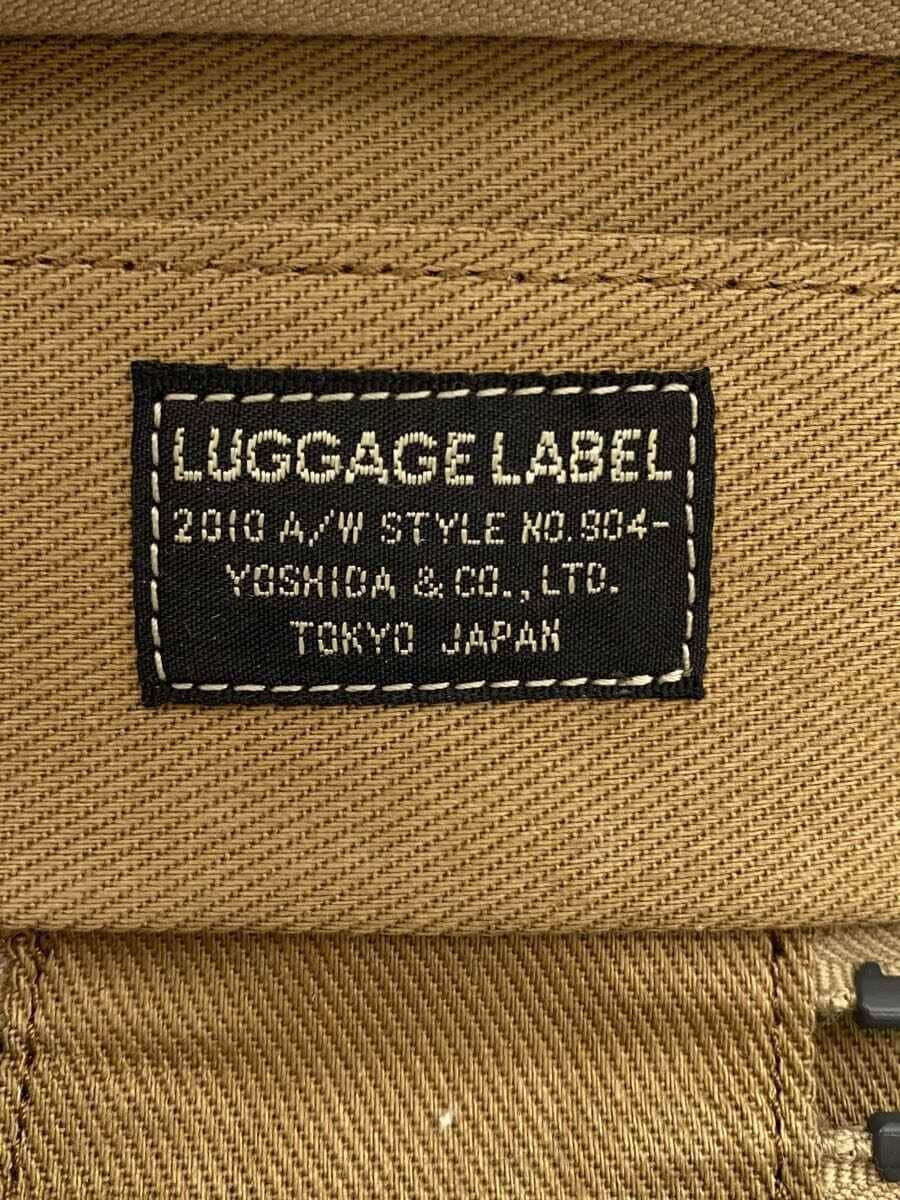 LUGGAGE LABEL
2010 A/W STYLE NO.904-
YOSHIDA & CO., LTD.
TOKYO JAPAN